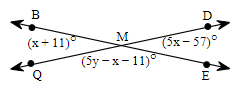 B D
(x + 11)° M (5x – 57)°
Q (5y – x – 11)° E